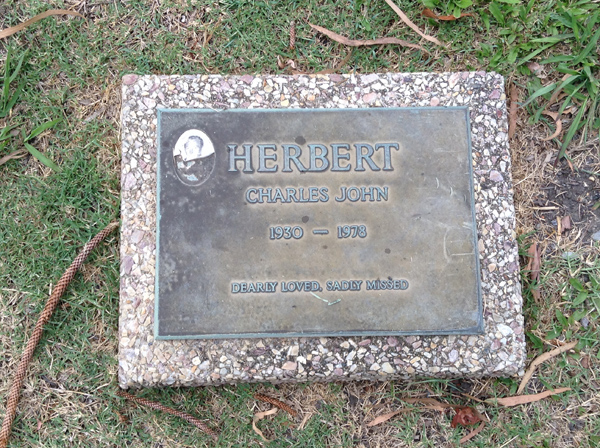 HERBERT
CHARLES JOHN
1930 — 1978
DEARLY LOVED, SADLY MISSED